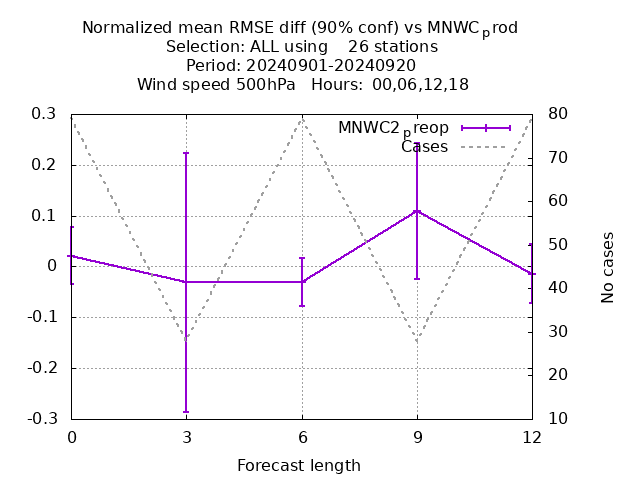 Normalized mean RMSE diff (90% conf) vs MNWCprod
Selection: ALL using    26 stations
Period: 20240901-20240920
Wind speed 500hPa   Hours:  00,06,12,18
0.3
0.2
0.1
0
-0.1
-0.2
-0.3
80
70
60
50
40
30
20
10
MNWC2preop
Cases
No cases
0
3
6
9
12
Forecast length